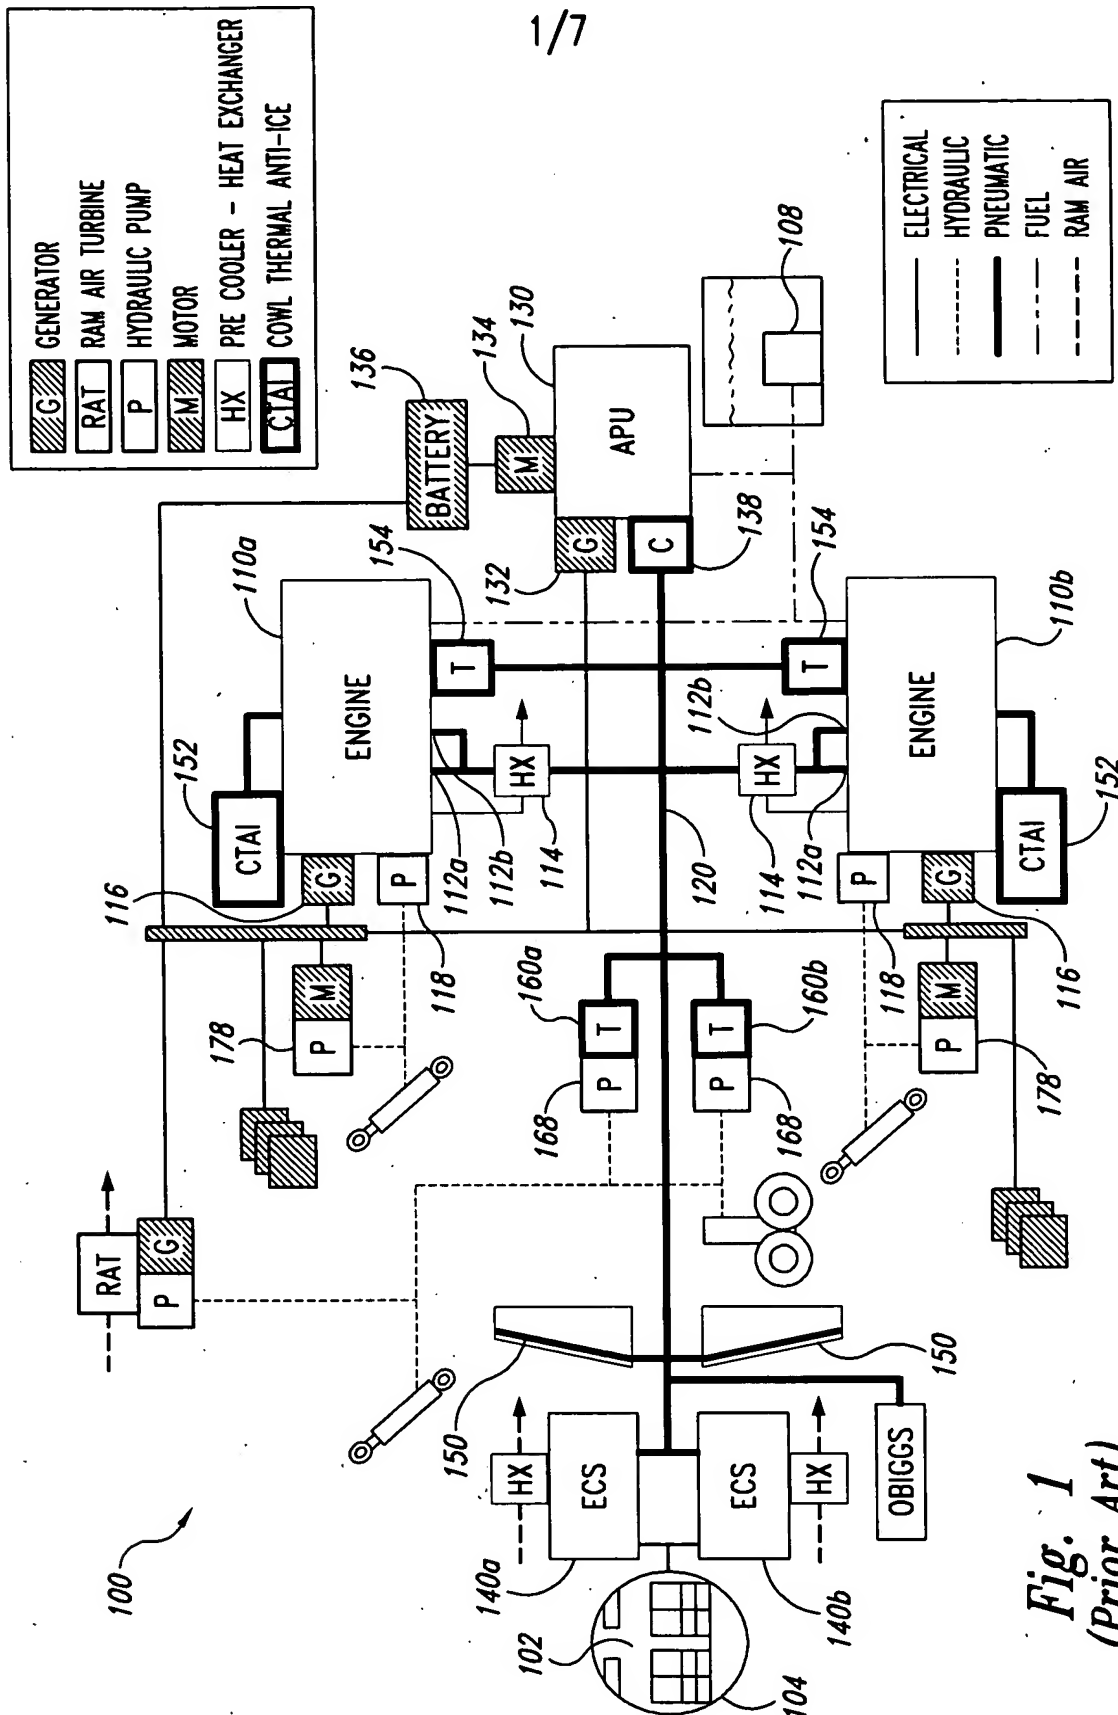 1/7
G GENERATOR
RAT RAM AIR TURBINE
P HYDRAULIC PUMP
M MOTOR
HX PRE COOLER - HEAT EXCHANGER
CTAI COWL THERMAL ANTI-ICE
ELECTRICAL
HYDRAULIC
PNEUMATIC
FUEL
RAM AIR
100
RAT
P
G
136
BATTERY
134
M
130
APU
108
132
G
C
138
110a
ENGINE
154
T
152
CTAI
116
G
P
118
112a
112b
HX
114
178
P
M
160a
T
P
168
160b
T
P
168
120
154
T
110b
ENGINE
112b
112a
HX
114
P
118
G
116
CTAI
152
M
P
178
150
150
HX
ECS
140a
ECS
140b
HX
OBIGGS
102
104
Fig. 1
(Prior Art)